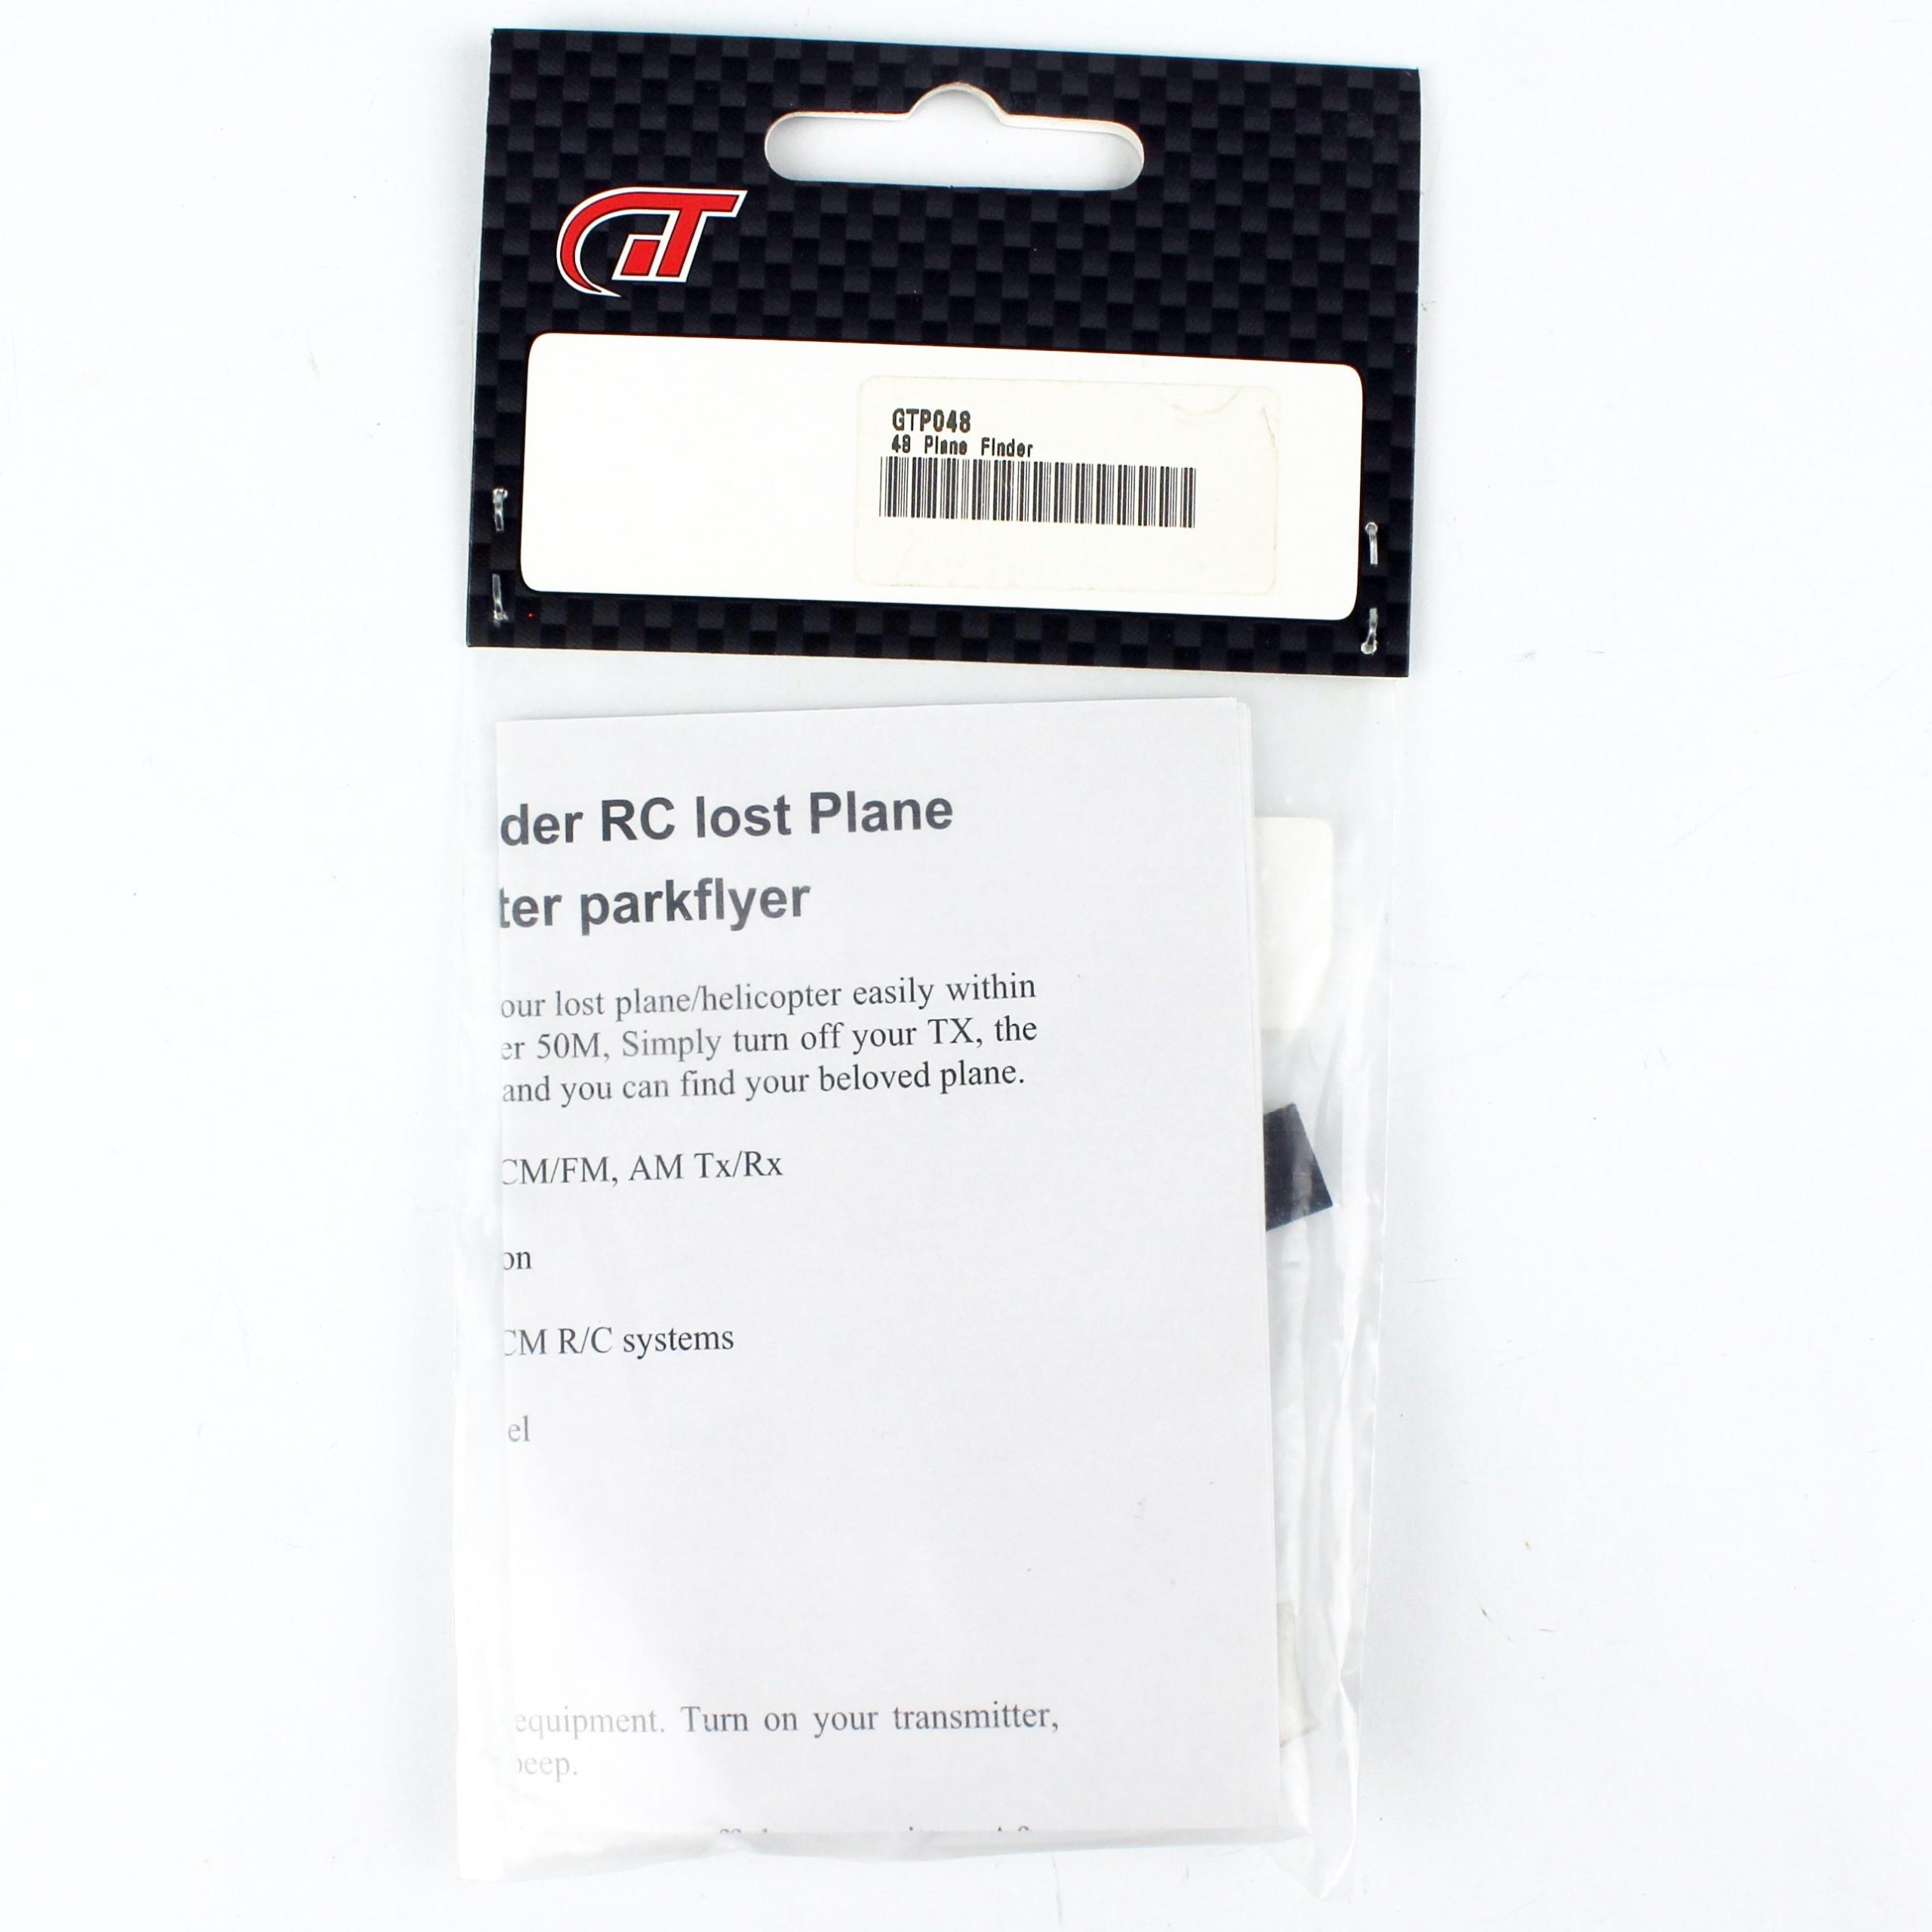 GT
GTP048
48 Plane Finder
der RC lost Plane
ter parkflyer
our lost plane/helicopter easily within
er 50M, Simply turn off your TX, the
and you can find your beloved plane.
CM/FM, AM Tx/Rx
on
CM R/C systems
el
equipment. Turn on your transmitter,
beep.